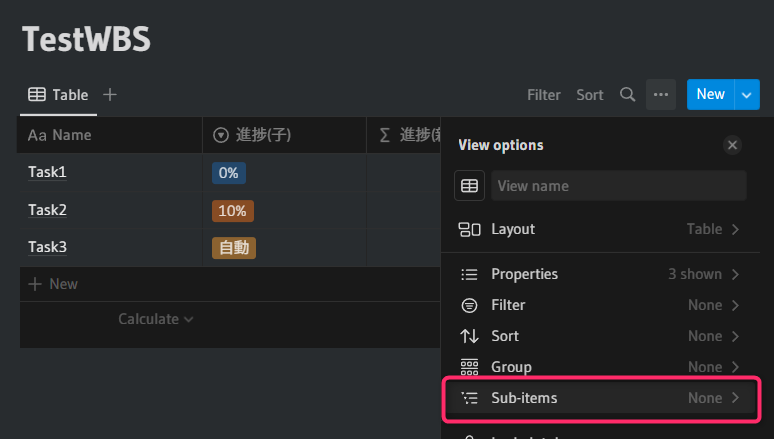 TestWBS
Table
Filter Sort New
Aa Name 進捗(子) Σ 進捗(
View options
Task1 0%
View name
Task2 10%
Layout Table
Task3 自動
Properties 3 shown
New
Filter None
Calculate
Sort None
Group None
Sub-items None